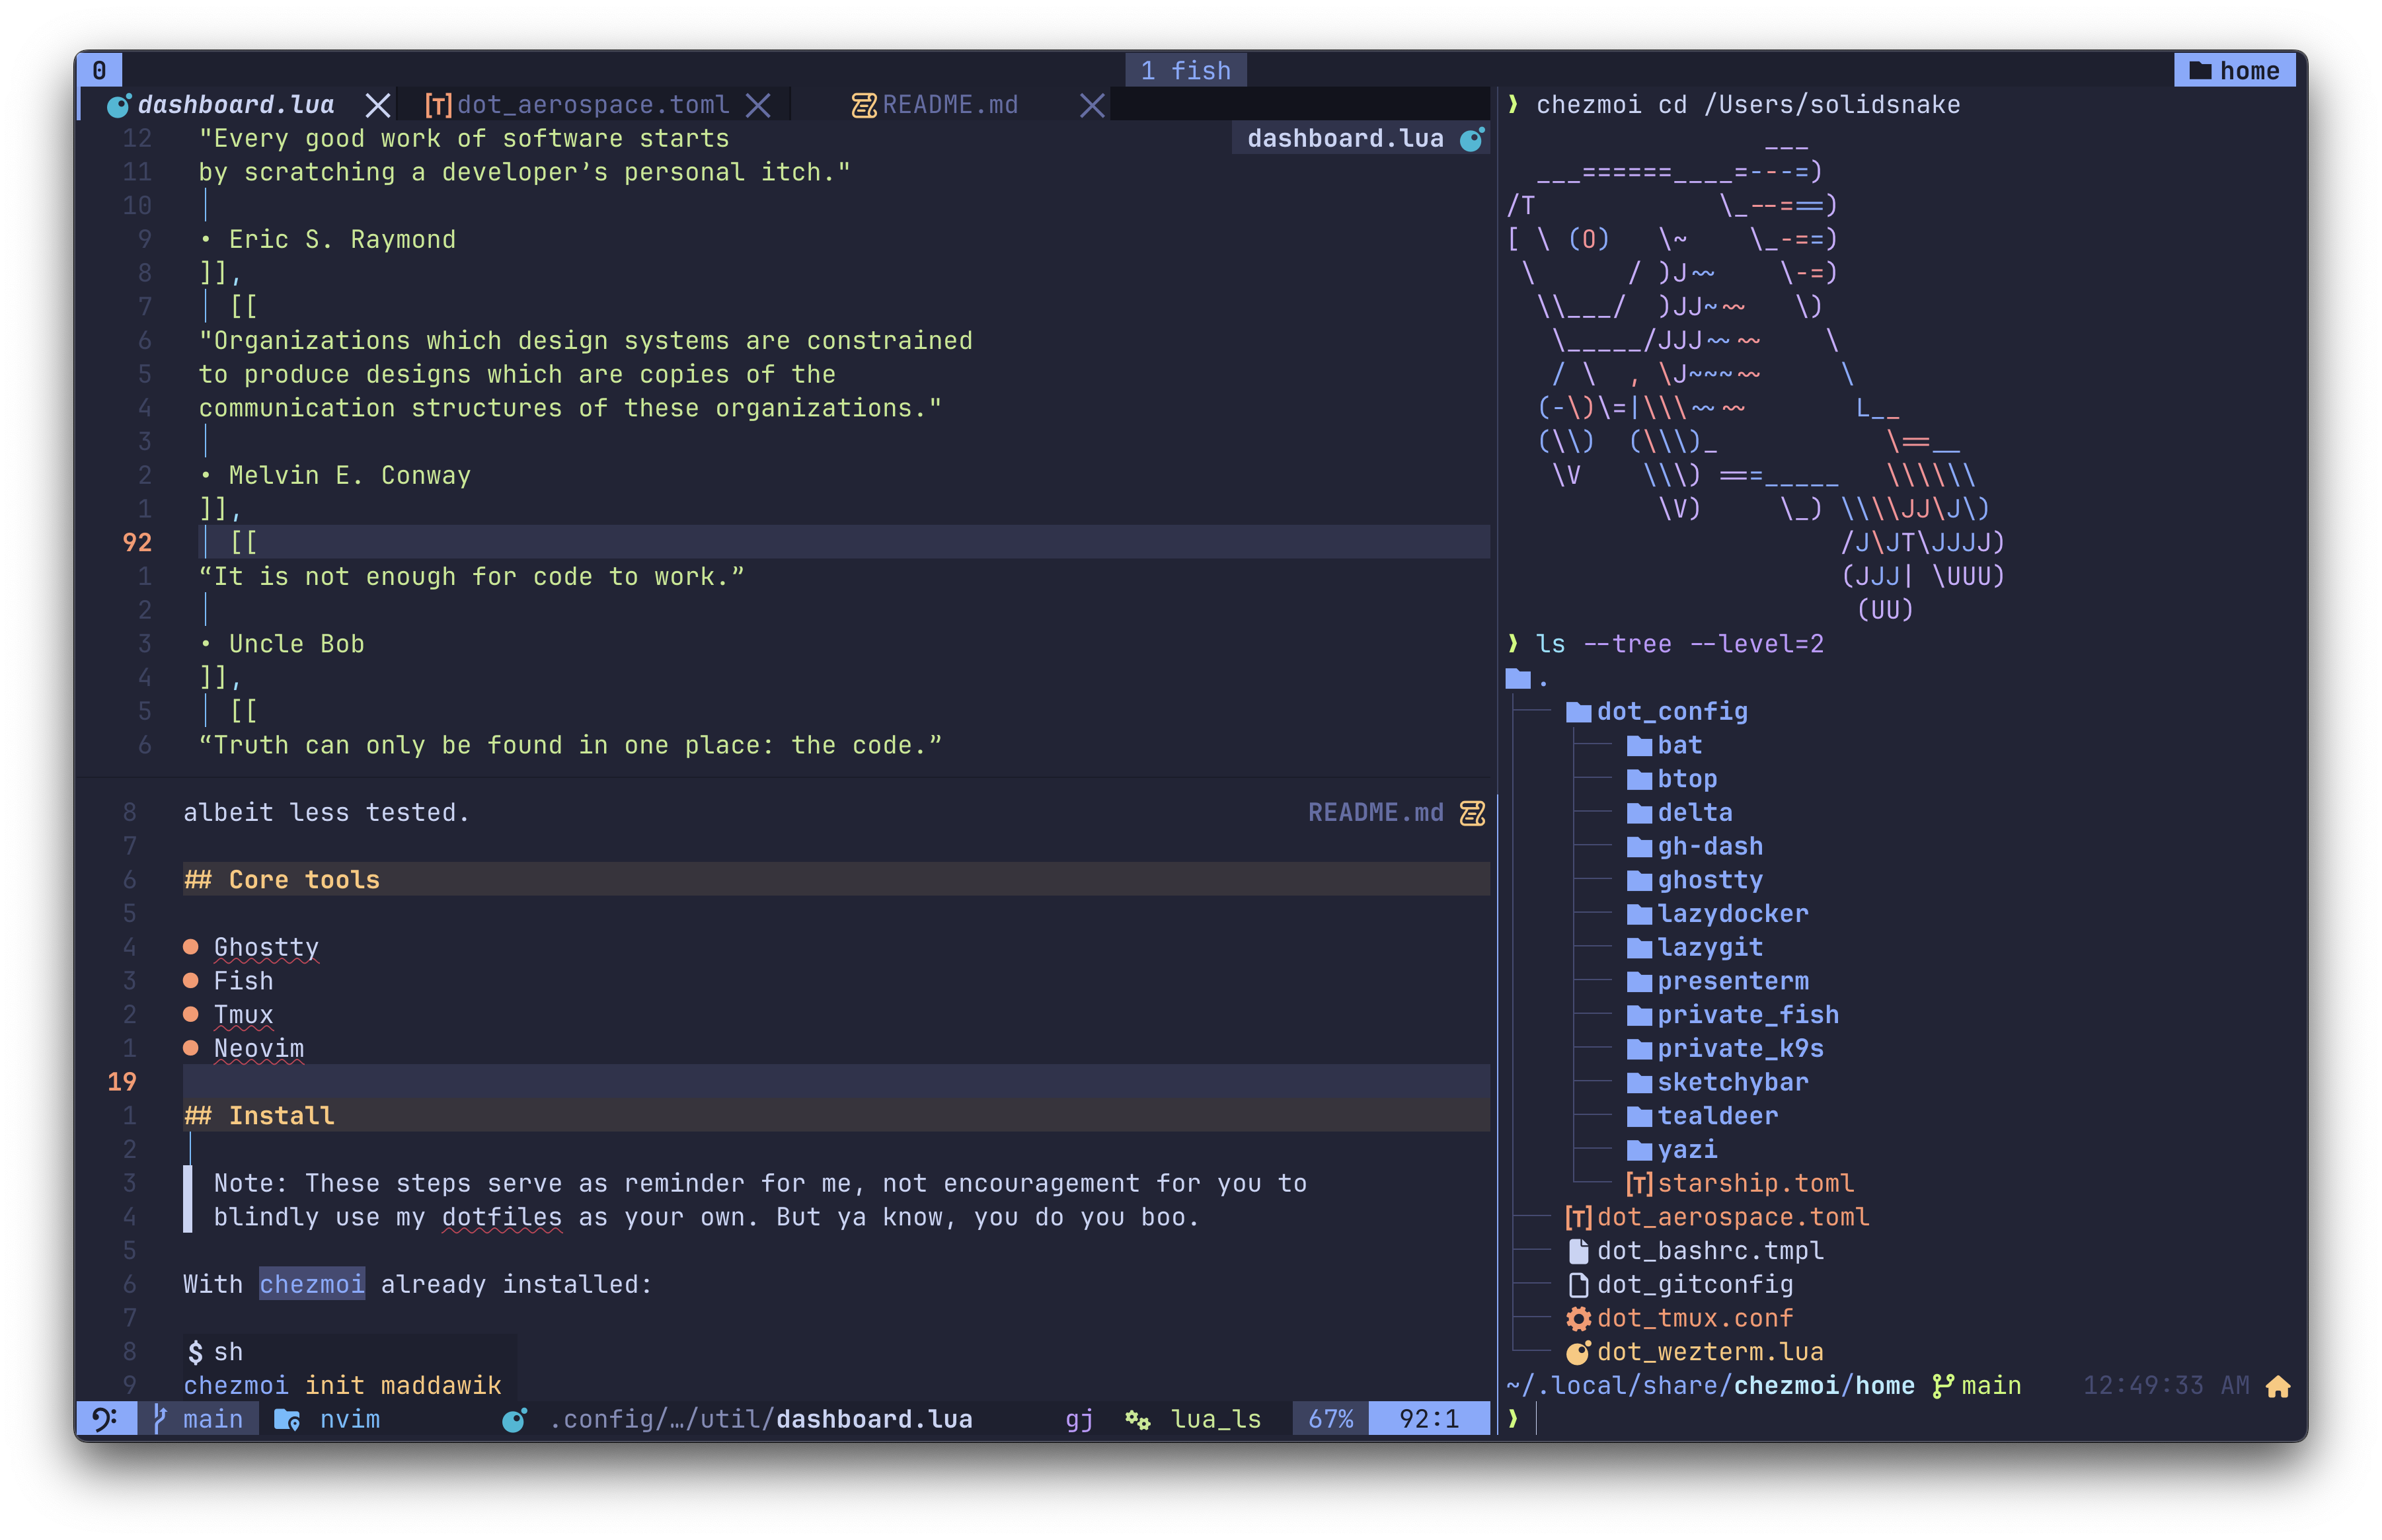 0 1 fish home
dashboard.lua dot_aerospace.toml README.md
12 "Every good work of software starts dashboard.lua
11 by scratching a developer’s personal itch."
10
9 • Eric S. Raymond
8 ]],
7 [[
6 "Organizations which design systems are constrained
5 to produce designs which are copies of the
4 communication structures of these organizations."
3
2 • Melvin E. Conway
1 ]],
92 [[
1 “It is not enough for code to work.”
2
3 • Uncle Bob
4 ]],
5 [[
6 “Truth can only be found in one place: the code.”
8 albeit less tested. README.md
7
6 ## Core tools
5
4 ● Ghostty
3 ● Fish
2 ● Tmux
1 ● Neovim
19
1 ## Install
2
3 Note: These steps serve as reminder for me, not encouragement for you to
4 blindly use my dotfiles as your own. But ya know, you do you boo.
5
6 With chezmoi already installed:
7
8 $ sh
9 chezmoi init maddawik
main nvim .config/…/util/dashboard.lua gj lua_ls 67% 92:1
❯ chezmoi cd /Users/solidsnake
                 ___
  ___======____=---=)
/T            \_--===)
[ \ (O)   \~    \_-==)
 \      / )J~~    \-=)
  \\___/  )JJ~~~   \)
   \_____/JJJ~~~~    \
   / \  , \J~~~~~     \
  (-\)\=|\\\~~~~       L__
  (\\)  (\\\)_           \==__
   \V    \\\) ===_____   \\\\\\
          \V)     \_) \\\\JJ\J\)
                      /J\JT\JJJJ)
                      (JJJ| \UUU)
                       (UU)
❯ ls --tree --level=2
.
dot_config
bat
btop
delta
gh-dash
ghostty
lazydocker
lazygit
presenterm
private_fish
private_k9s
sketchybar
tealdeer
yazi
[T] starship.toml
[T] dot_aerospace.toml
dot_bashrc.tmpl
dot_gitconfig
dot_tmux.conf
dot_wezterm.lua
~/.local/share/chezmoi/home main 12:49:33 AM
❯